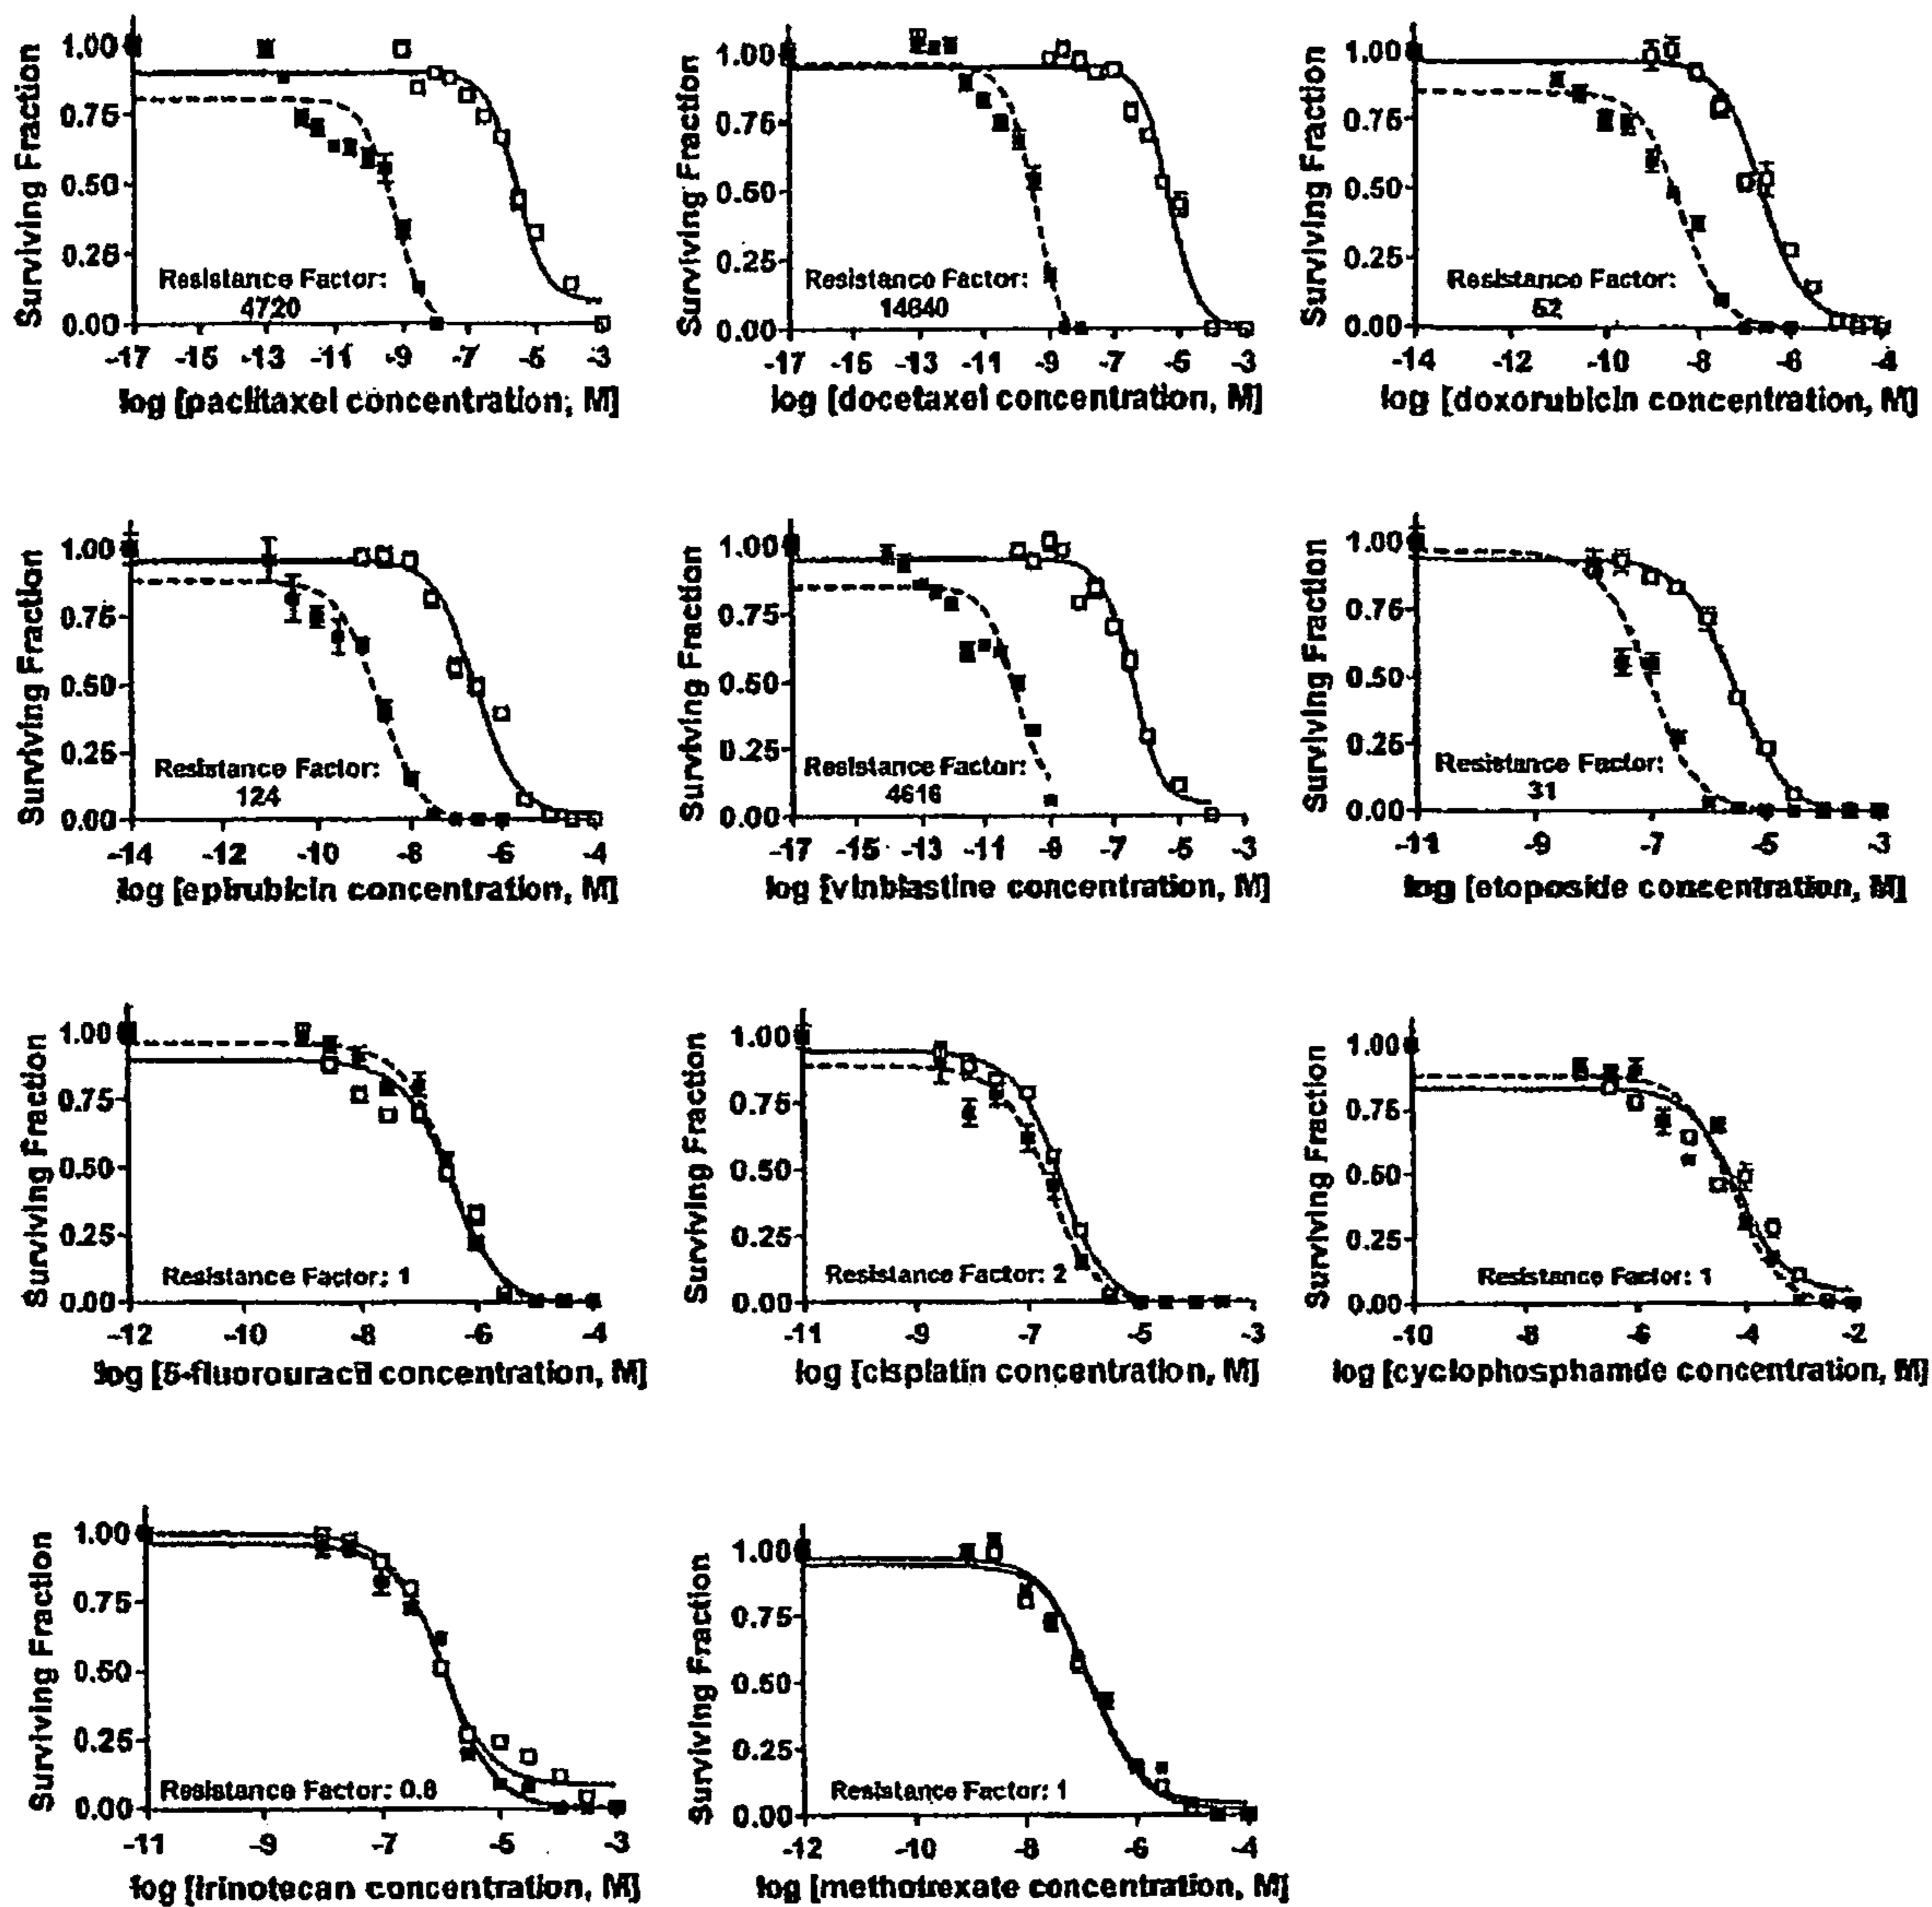 Surviving Fraction
1.00
0.75
0.50
0.25
0.00
Resistance Factor:
4720
-17 -15 -13 -11 -9 -7 -5 -3
log [paclitaxel concentration, M]
Surviving Fraction
1.00
0.75
0.50
0.25
0.00
Resistance Factor:
14640
-17 -15 -13 -11 -9 -7 -5 -3
log [docetaxel concentration, M]
Surviving Fraction
1.00
0.75
0.50
0.25
0.00
Resistance Factor:
52
-14 -12 -10 -8 -6 -4
log [doxorubicin concentration, M]
Surviving Fraction
1.00
0.75
0.50
0.25
0.00
Resistance Factor:
124
-14 -12 -10 -8 -6 -4
log [epirubicin concentration, M]
Surviving Fraction
1.00
0.75
0.50
0.25
0.00
Resistance Factor:
4616
-17 -15 -13 -11 -9 -7 -5 -3
log [vinblastine concentration, M]
Surviving Fraction
1.00
0.75
0.50
0.25
0.00
Resistance Factor:
31
-11 -9 -7 -5 -3
log [etoposide concentration, M]
Surviving Fraction
1.00
0.75
0.50
0.25
0.00
Resistance Factor: 1
-12 -10 -8 -6 -4
log [5-fluorouracil concentration, M]
Surviving Fraction
1.00
0.75
0.50
0.25
0.00
Resistance Factor: 2
-11 -9 -7 -5 -3
log [cisplatin concentration, M]
Surviving Fraction
1.00
0.75
0.50
0.25
0.00
Resistance Factor: 1
-10 -8 -6 -4 -2
log [cyclophosphamde concentration, M]
Surviving Fraction
1.00
0.75
0.50
0.25
0.00
Resistance Factor: 0.8
-11 -9 -7 -5 -3
log [irinotecan concentration, M]
Surviving Fraction
1.00
0.75
0.50
0.25
0.00
Resistance Factor: 1
-12 -10 -8 -6 -4
log [methotrexate concentration, M]